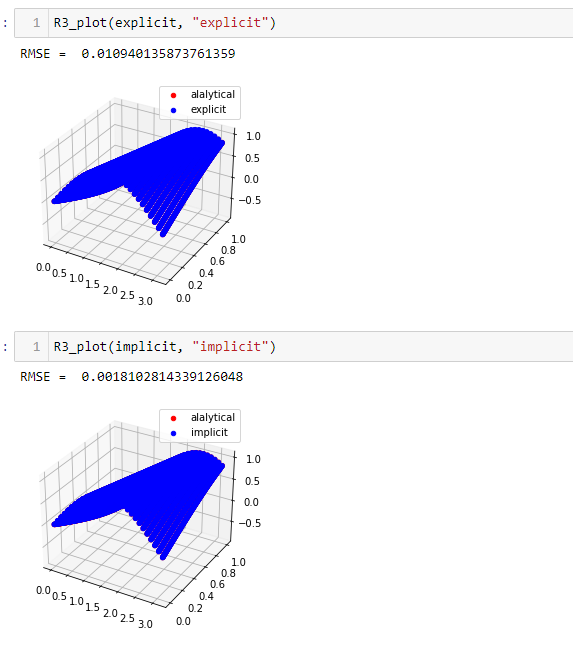 : 1 R3_plot(explicit, "explicit")
RMSE = 0.010940135873761359
alalytical
explicit
1.0
0.5
0.0
−0.5
1.0
0.8
0.6
0.4
0.2
0.0
0.0 0.5 1.0 1.5 2.0 2.5 3.0
: 1 R3_plot(implicit, "implicit")
RMSE = 0.0018102814339126048
alalytical
implicit
1.0
0.5
0.0
−0.5
1.0
0.8
0.6
0.4
0.2
0.0
0.0 0.5 1.0 1.5 2.0 2.5 3.0